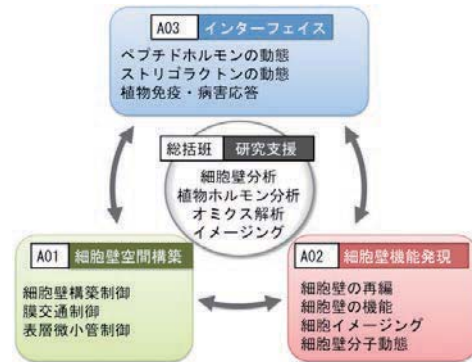 A03 インターフェイス
ペプチドホルモンの動態
ストリゴラクトンの動態
植物免疫・病害応答
総括班 研究支援
細胞壁分析
植物ホルモン分析
オミクス解析
イメージング
A01 細胞壁空間構築
細胞壁構築制御
膜交通制御
表層微小管制御
A02 細胞壁機能発現
細胞壁の再編
細胞壁の機能
細胞イメージング
細胞壁分子動態